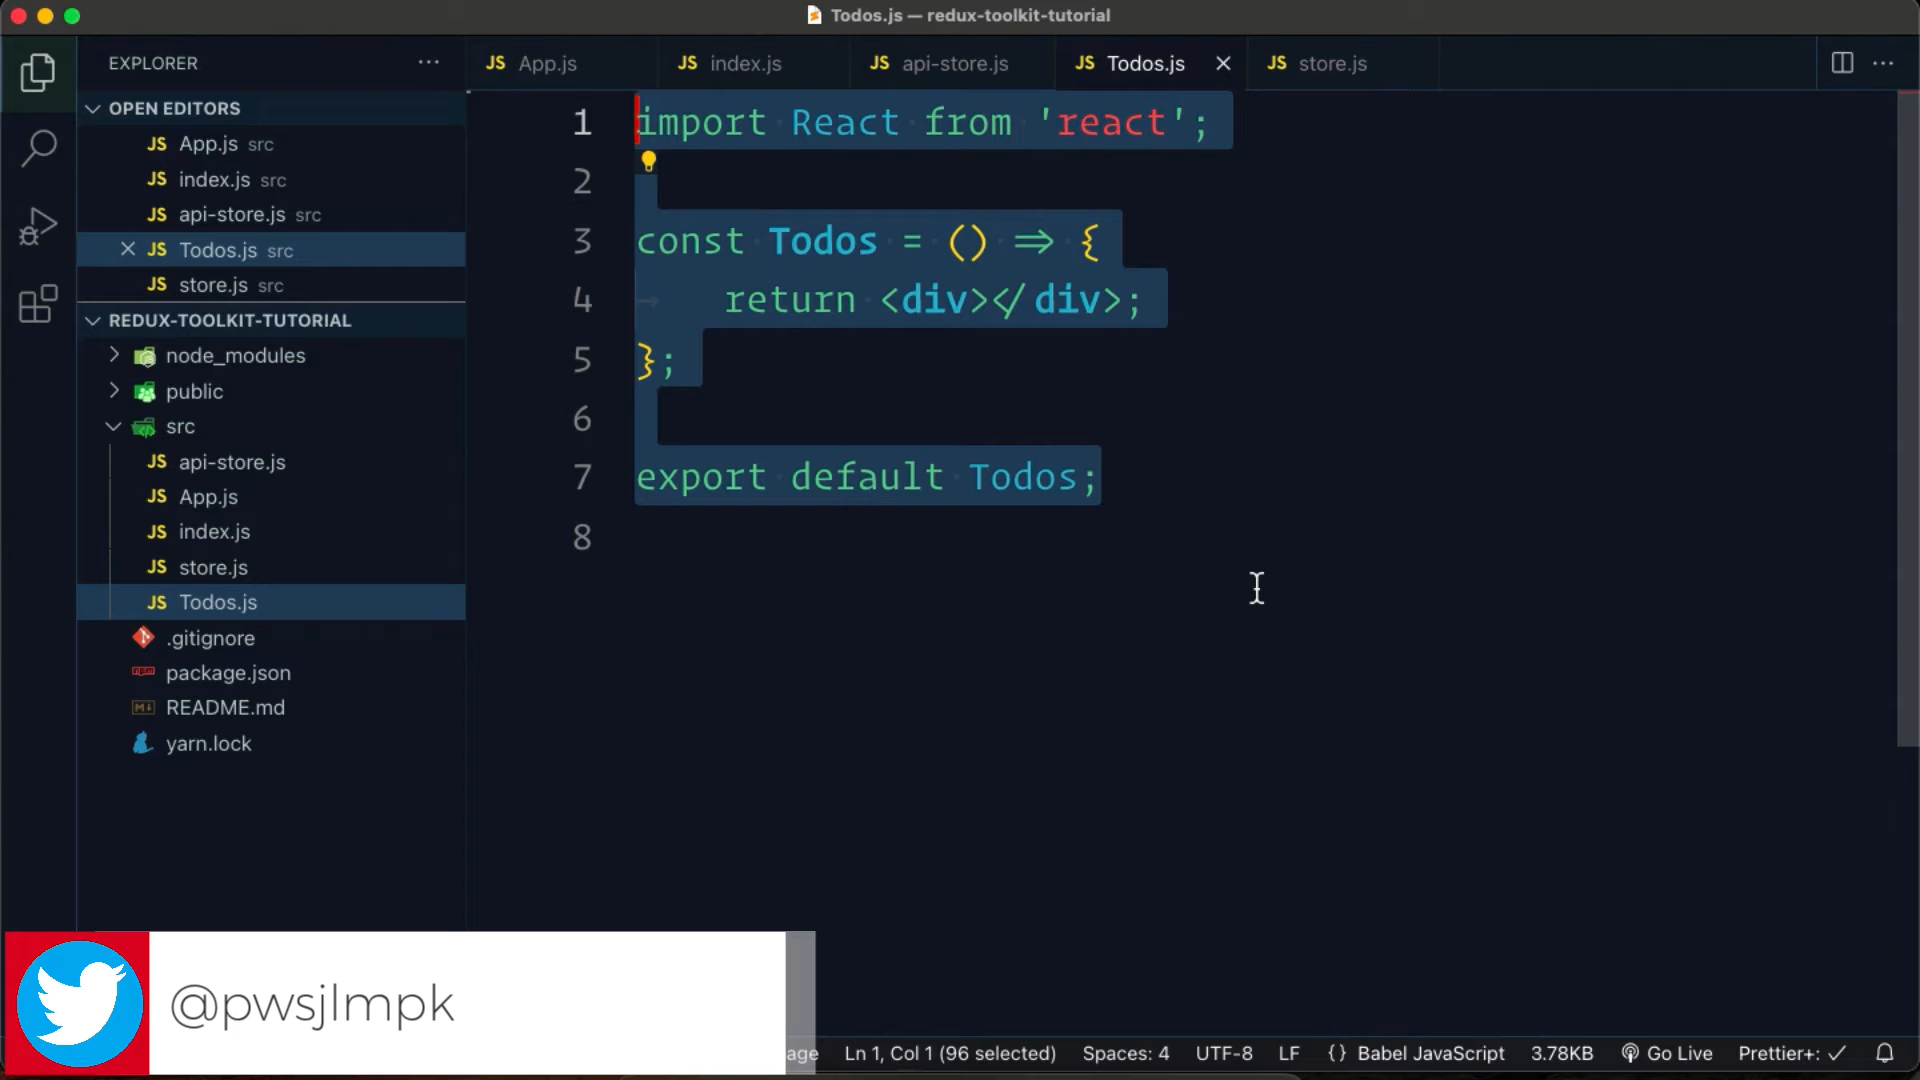 Todos.js — redux-toolkit-tutorial
EXPLORER
JS App.js
JS index.js
JS api-store.js
JS Todos.js
JS store.js
OPEN EDITORS
JS App.js src
JS index.js src
JS api-store.js src
JS Todos.js src
JS store.js src
REDUX-TOOLKIT-TUTORIAL
node_modules
public
src
JS api-store.js
JS App.js
JS index.js
JS store.js
JS Todos.js
.gitignore
package.json
README.md
yarn.lock
1 import React from 'react';
2
3 const Todos = () => {
4 return <div></div>;
5 };
6
7 export default Todos;
8
@pwsjlmpk
Ln 1, Col 1 (96 selected) Spaces: 4 UTF-8 LF {} Babel JavaScript 3.78KB Go Live Prettier+: ✓